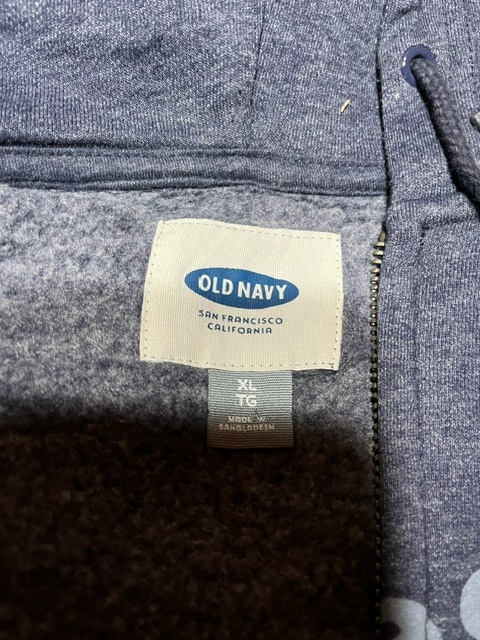 OLD NAVY
SAN FRANCISCO
CALIFORNIA
XL
TG
MADE IN
BANGLADESH